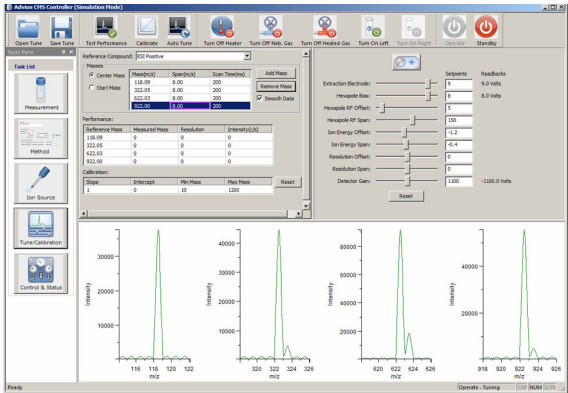 Advion CMS Controller (Simulation Mode)
Open Tune Save Tune Test Performance Calibrate Auto Tune Turn Off Heater Turn Off Neb. Gas Turn Off Heated Gas Turn On Left Turn On Right Operate Standby
Tasks Pane
Task List
Measurement
Method
Ion Source
Tune/Calibration
Control & Status
Reference Compound: ESI Positive
Masses
Center Mass
Start Mass
Mass(m/z) Span(m/z) Scan Time(ms)
118.09 8.00 200
322.05 8.00 200
622.03 8.00 200
922.00 8.00 200
Add Mass
Remove Mass
Smooth Data
Performance:
Reference Mass Measured Mass Resolution Intensity(c/s)
118.09 0 0 0
322.05 0 0 0
622.03 0 0 0
922.00 0 0 0
Calibration:
Slope Intercept Min Mass Max Mass
1 0 10 1200
Reset
Setpoints Readbacks
Extraction Electrode: 9 9.0 Volts
Hexapole Bias: 8 8.0 Volts
Hexapole RF Offset: 5
Hexapole RF Span: 150
Ion Energy Offset: -1.2
Ion Energy Span: -0.4
Resolution Offset: 0
Resolution Span: 0
Detector Gain: 1100 -1100.0 Volts
Reset
Intensity
30000
20000
10000
116 118 120 122
m/z
Intensity
40000
30000
20000
10000
320 322 324 326
m/z
Intensity
80000
60000
40000
20000
620 622 624 626
m/z
Intensity
40000
20000
918 920 922 924 926
m/z
Ready
Operate - Tuning CAP NUM SCRL